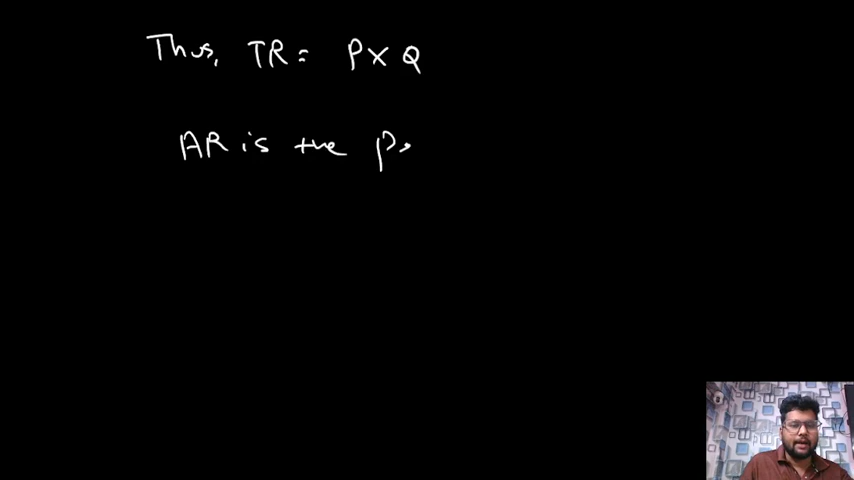 Thus, TR = P X Q
AR is the